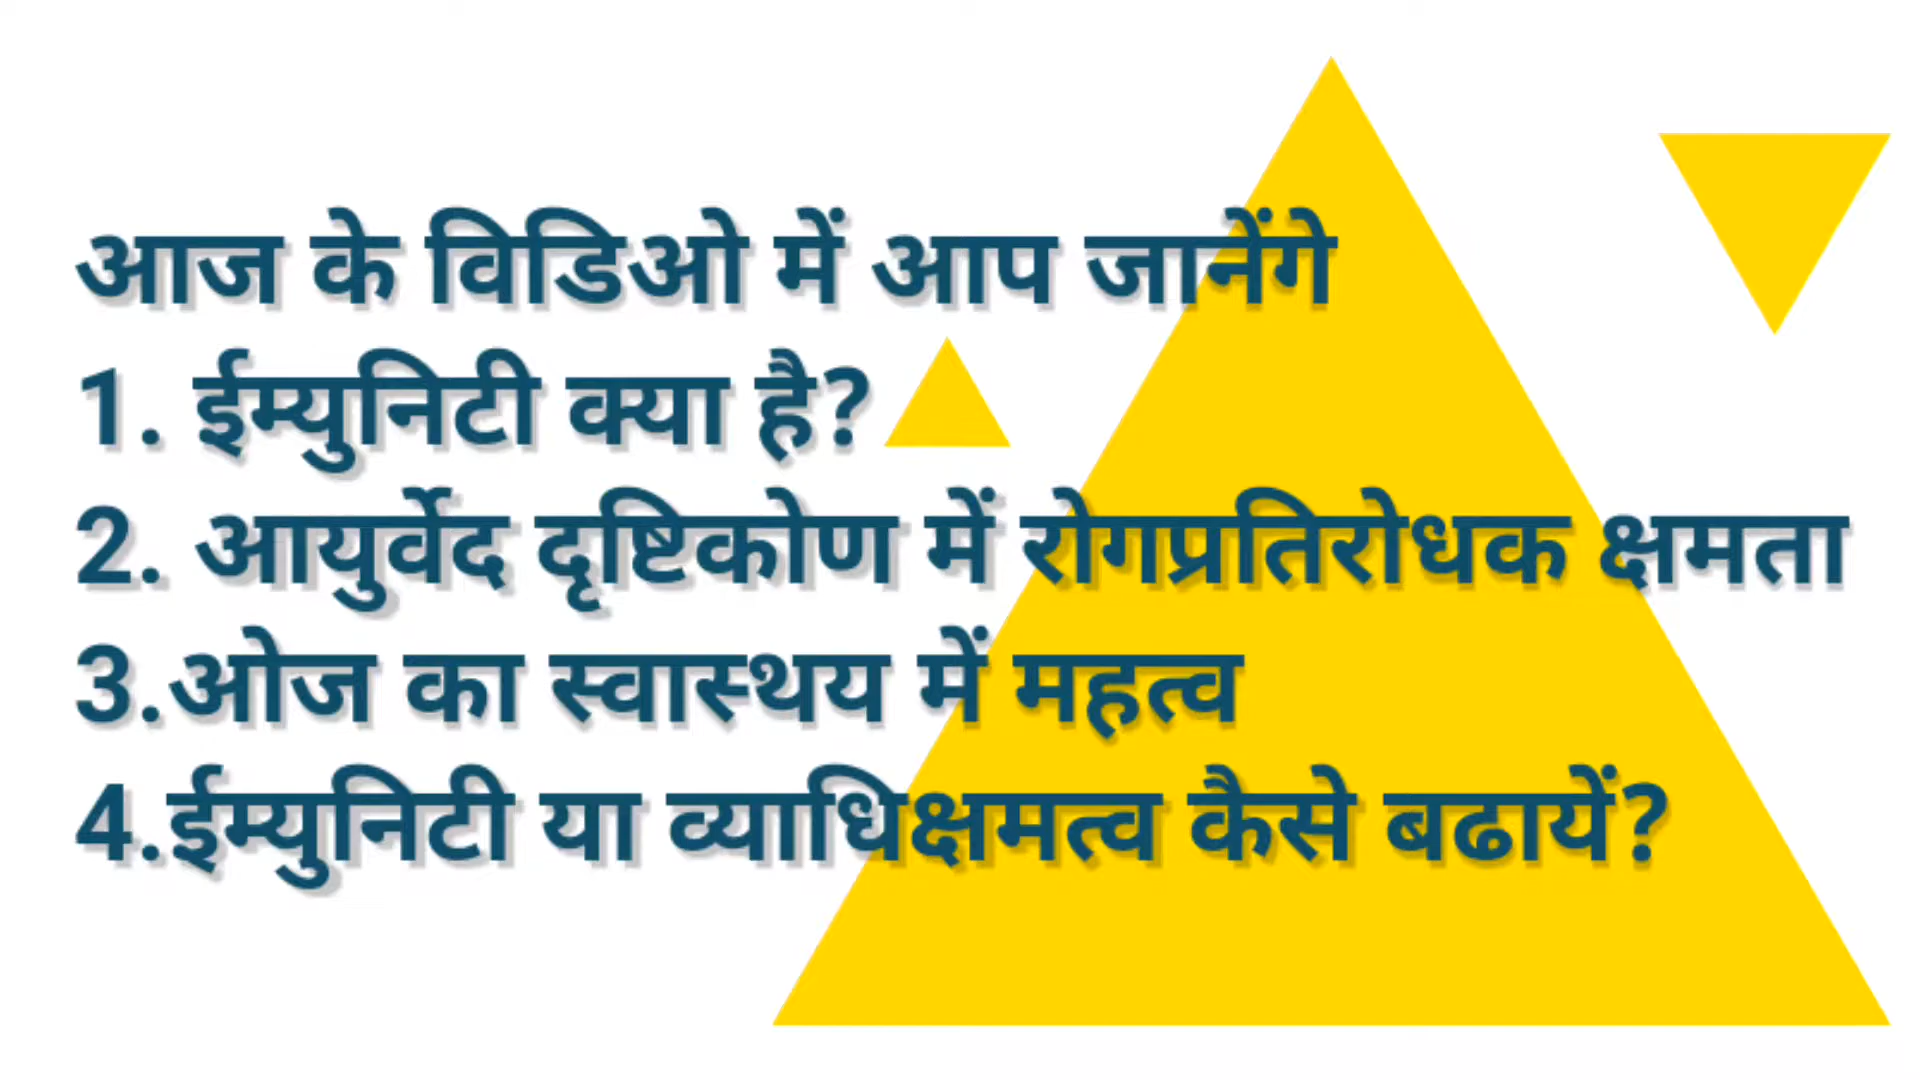 आज के विडिओ में आप जानेंगे
1. ईम्युनिटी क्या है?
2. आयुर्वेद दृष्टिकोण में रोगप्रतिरोधक क्षमता
3.ओज का स्वास्थय में महत्व
4.ईम्युनिटी या व्याधिक्षमत्व कैसे बढायें?